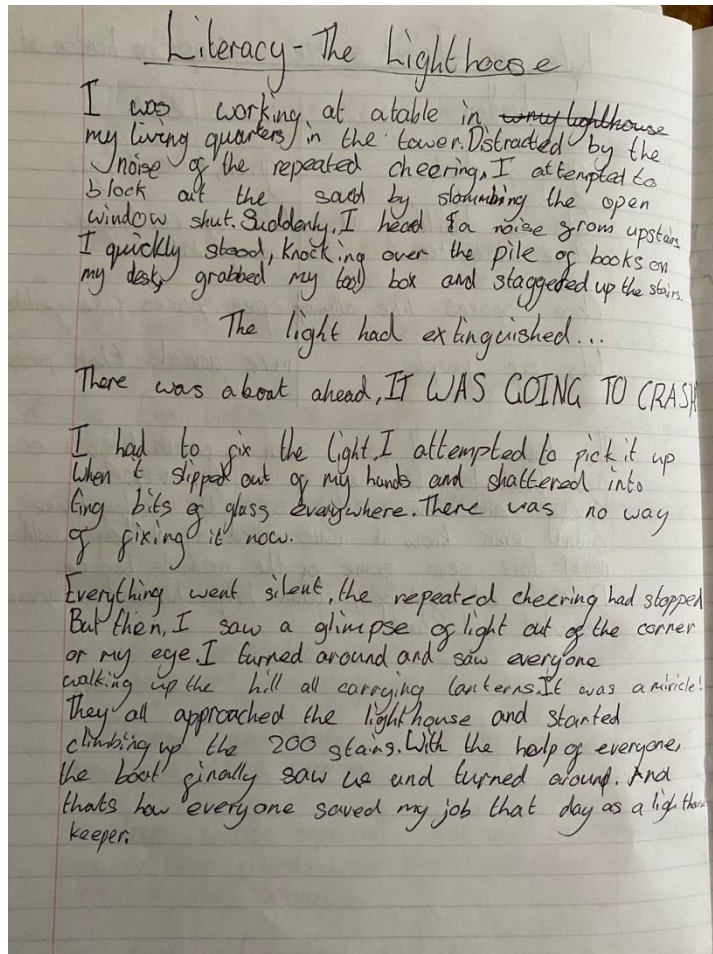 Literacy - The Lighthouse
I was working at a table in my lighthouse
my living quarters in the tower. Distracted by the
noise of the repeated cheering, I attempted to
block out the sound by slamming the open
window shut. Suddenly, I heard a noise from upstairs
I quickly stood, knocking over the pile of books on
my desk, grabbed my tool box and staggered up the stairs.
The light had extinguished...
There was a boat ahead, IT WAS GOING TO CRASH
I had to fix the light. I attempted to pick it up
when it slipped out of my hands and shattered into
tiny bits of glass everywhere. There was no way
of fixing it now.
Everything went silent, the repeated cheering had stopped
But then, I saw a glimpse of light out of the corner
or my eye. I turned around and saw everyone
walking up the hill all carrying lanterns. It was a miricle!
They all approached the lighthouse and started
climbing up the 200 stairs. With the help of everyone,
the boat finally saw us and turned around. And
thats how everyone saved my job that day as a lighthouse
keeper.